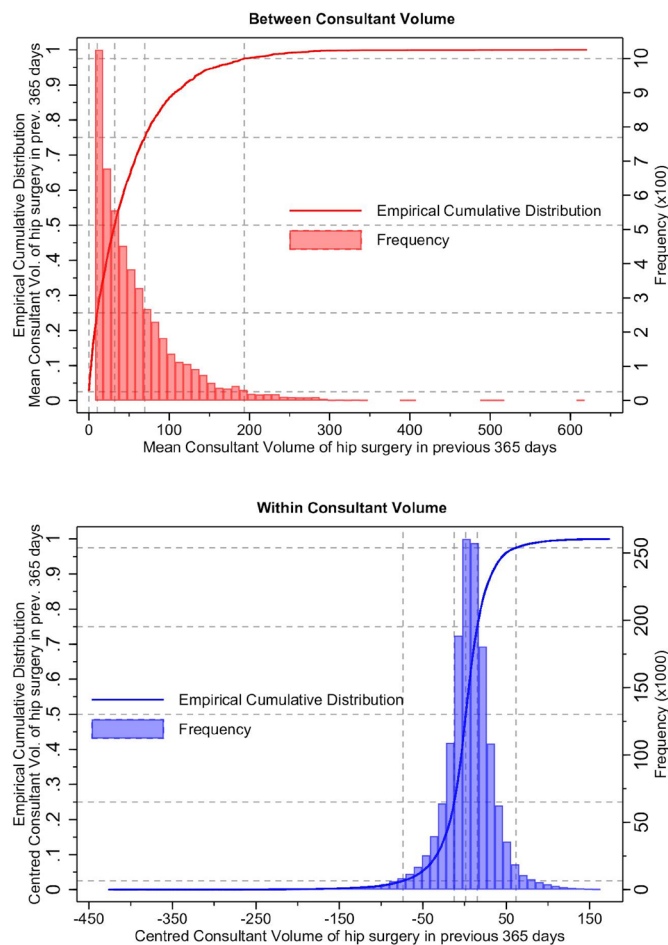 Between Consultant Volume
Empirical Cumulative Distribution
Mean Consultant Vol. of hip surgery in prev. 365 days
1
.9
.8
.7
.6
.5
.4
.3
.2
.1
0
Empirical Cumulative Distribution
Frequency
10
9
8
7
6
5
4
3
2
1
0
Frequency (x100)
0 100 200 300 400 500 600
Mean Consultant Volume of hip surgery in previous 365 days
Within Consultant Volume
Empirical Cumulative Distribution
Centred Consultant Vol. of hip surgery in prev. 365 days
1
.9
.8
.7
.6
.5
.4
.3
.2
.1
0
Empirical Cumulative Distribution
Frequency
250
200
150
100
50
0
Frequency (x1000)
-450 -350 -250 -150 -50 50 150
Centred Consultant Volume of hip surgery in previous 365 days